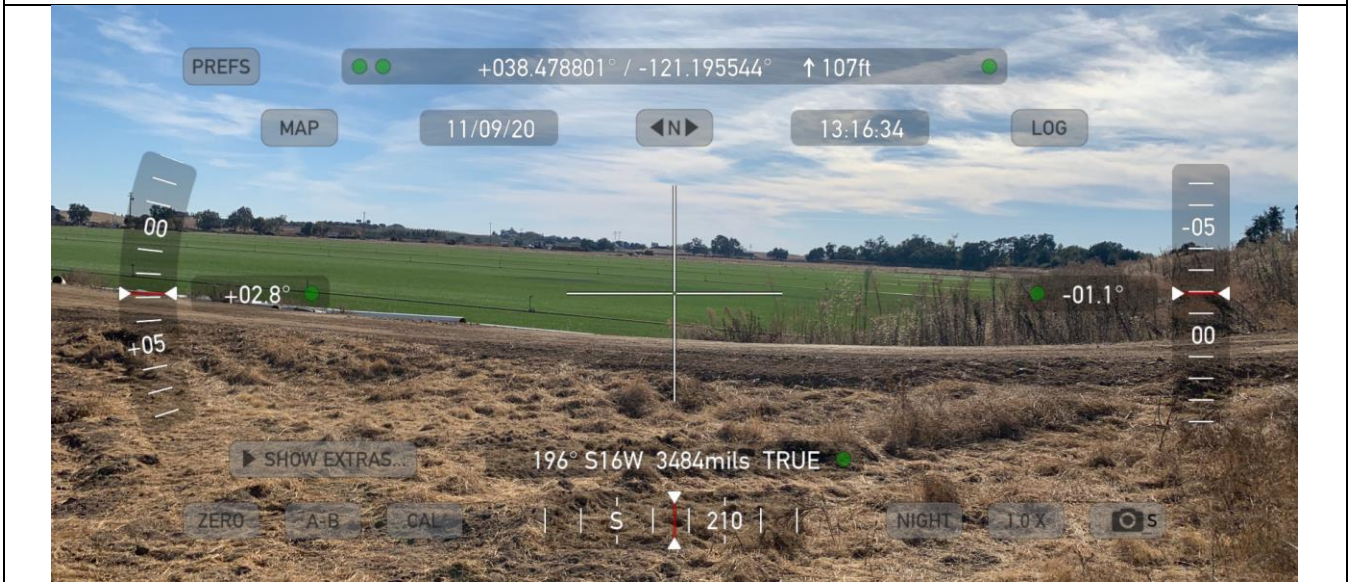 PREFS
+038.478801° / -121.195544° ↑ 107ft
MAP
11/09/20
◀N▶
13:16:34
LOG
00
+05
+02.8°
-01.1°
-05
00
▶ SHOW EXTRAS...
196° S16W 3484mils TRUE
ZERO
A-B
CAL
S
210
NIGHT
1.0 X
S